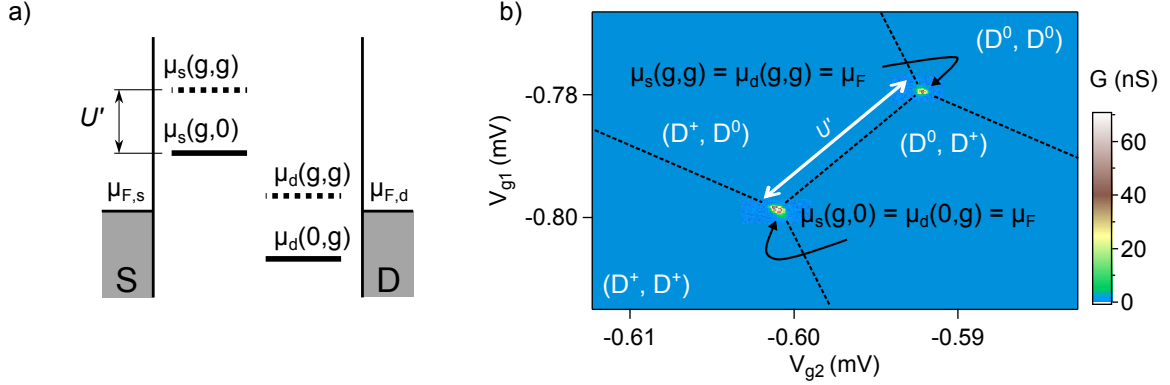 a)
μs(g,g)
U'
μs(g,0)
μF,s
μd(g,g)
μF,d
μd(0,g)
S
D
b)
(D⁰, D⁰)
G (nS)
μs(g,g) = μd(g,g) = μF
-0.78
60
(D⁺, D⁰)
U'
(D⁰, D⁺)
40
Vg1 (mV)
-0.80
μs(g,0) = μd(0,g) = μF
20
(D⁺, D⁺)
0
-0.61
-0.60
-0.59
Vg2 (mV)